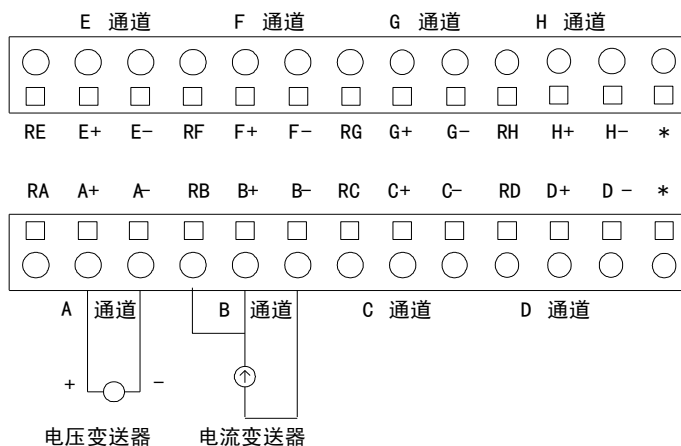 E 通道 F 通道 G 通道 H 通道
RE E+ E- RF F+ F- RG G+ G- RH H+ H- *
RA A+ A- RB B+ B- RC C+ C- RD D+ D - *
A 通道 B 通道 C 通道 D 通道
+ -
电压变送器 电流变送器